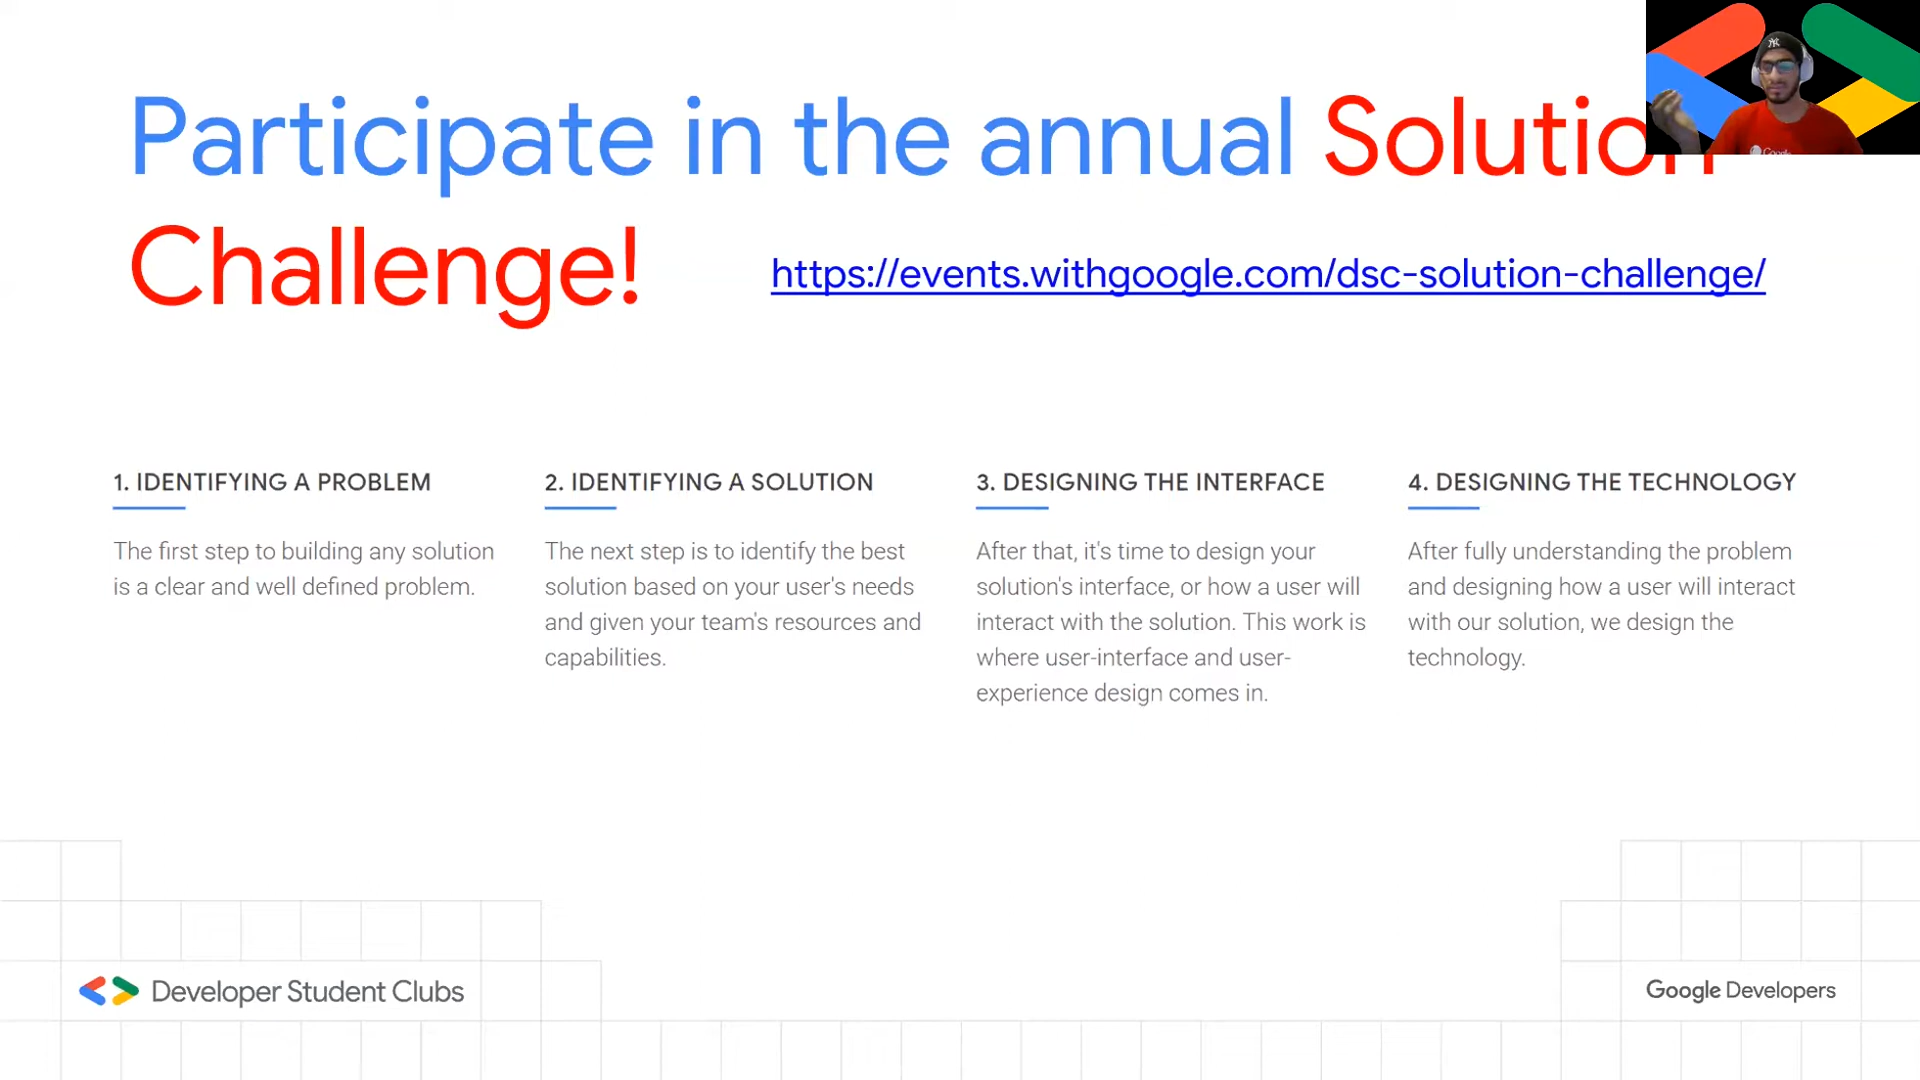 Participate in the annual Solution
Challenge!
https://events.withgoogle.com/dsc-solution-challenge/
1. IDENTIFYING A PROBLEM
The first step to building any solution
is a clear and well defined problem.
2. IDENTIFYING A SOLUTION
The next step is to identify the best
solution based on your user's needs
and given your team's resources and
capabilities.
3. DESIGNING THE INTERFACE
After that, it's time to design your
solution's interface, or how a user will
interact with the solution. This work is
where user-interface and user-
experience design comes in.
4. DESIGNING THE TECHNOLOGY
After fully understanding the problem
and designing how a user will interact
with our solution, we design the
technology.
Developer Student Clubs
Google Developers
Google